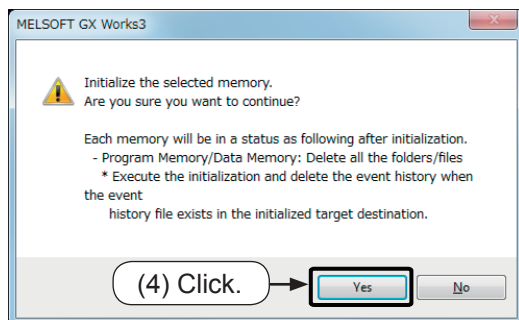 MELSOFT GX Works3
Initialize the selected memory.
Are you sure you want to continue?
Each memory will be in a status as following after initialization.
- Program Memory/Data Memory: Delete all the folders/files
* Execute the initialization and delete the event history when
the event
history file exists in the initialized target destination.
(4) Click. Yes No